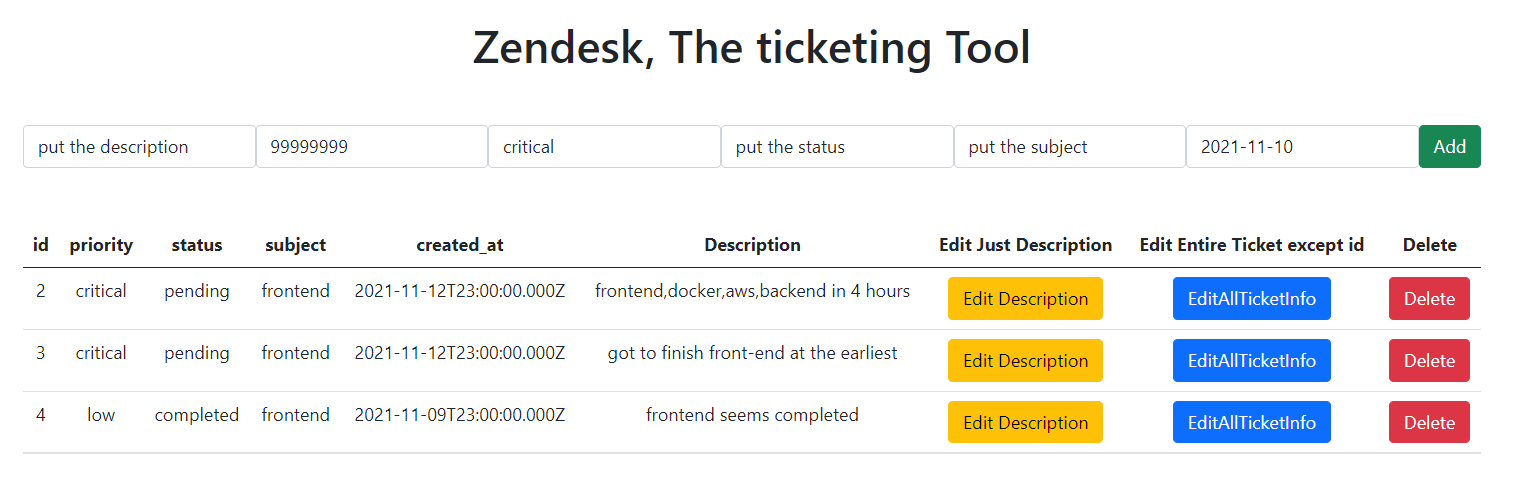 Zendesk, The ticketing Tool
put the description 99999999 critical put the status put the subject 2021-11-10 Add
id priority status subject created_at Description Edit Just Description Edit Entire Ticket except id Delete
2 critical pending frontend 2021-11-12T23:00:00.000Z frontend,docker,aws,backend in 4 hours Edit Description EditAllTicketInfo Delete
3 critical pending frontend 2021-11-12T23:00:00.000Z got to finish front-end at the earliest Edit Description EditAllTicketInfo Delete
4 low completed frontend 2021-11-09T23:00:00.000Z frontend seems completed Edit Description EditAllTicketInfo Delete